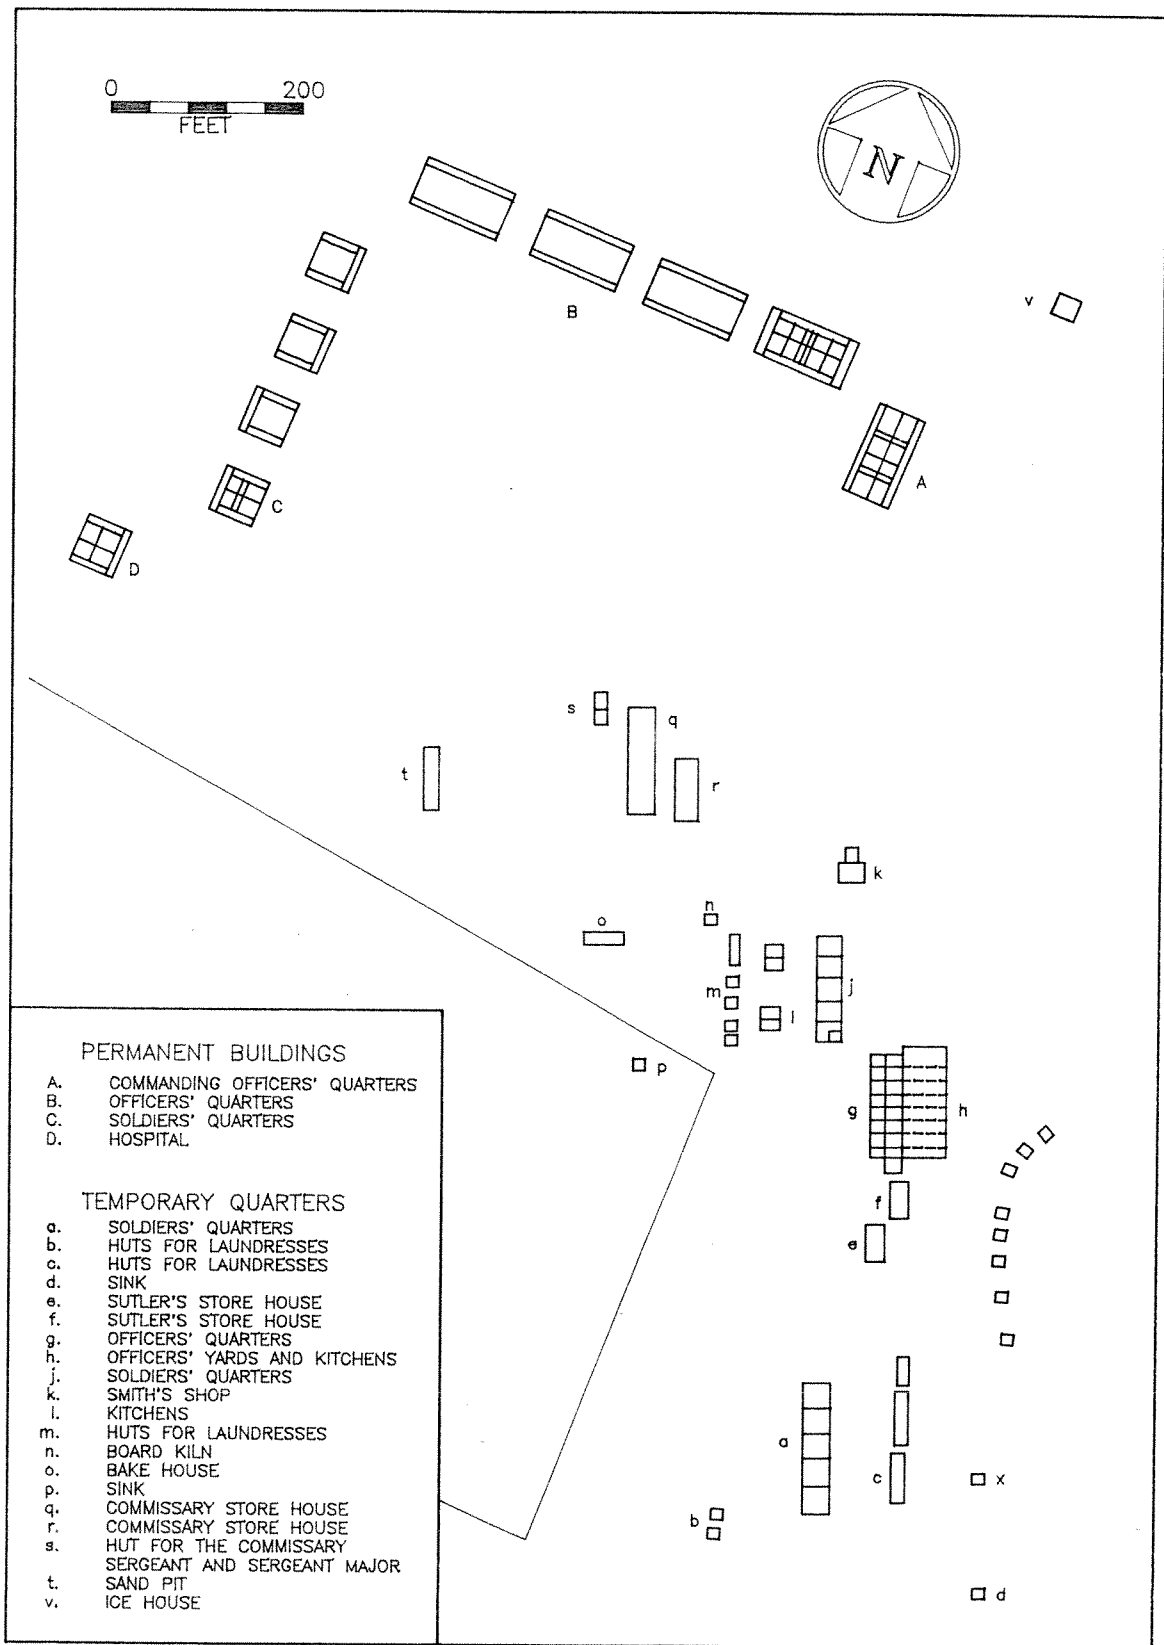 0 200
FEET
N
B
v
A
C
D
s
q
t
r
k
n
o
m
l
j
p
g
h
f
e
a
c
x
b
d
PERMANENT BUILDINGS
A. COMMANDING OFFICERS' QUARTERS
B. OFFICERS' QUARTERS
C. SOLDIERS' QUARTERS
D. HOSPITAL
TEMPORARY QUARTERS
a. SOLDIERS' QUARTERS
b. HUTS FOR LAUNDRESSES
c. HUTS FOR LAUNDRESSES
d. SINK
e. SUTLER'S STORE HOUSE
f. SUTLER'S STORE HOUSE
g. OFFICERS' QUARTERS
h. OFFICERS' YARDS AND KITCHENS
j. SOLDIERS' QUARTERS
k. SMITH'S SHOP
l. KITCHENS
m. HUTS FOR LAUNDRESSES
n. BOARD KILN
o. BAKE HOUSE
p. SINK
q. COMMISSARY STORE HOUSE
r. COMMISSARY STORE HOUSE
s. HUT FOR THE COMMISSARY
SERGEANT AND SERGEANT MAJOR
t. SAND PIT
v. ICE HOUSE